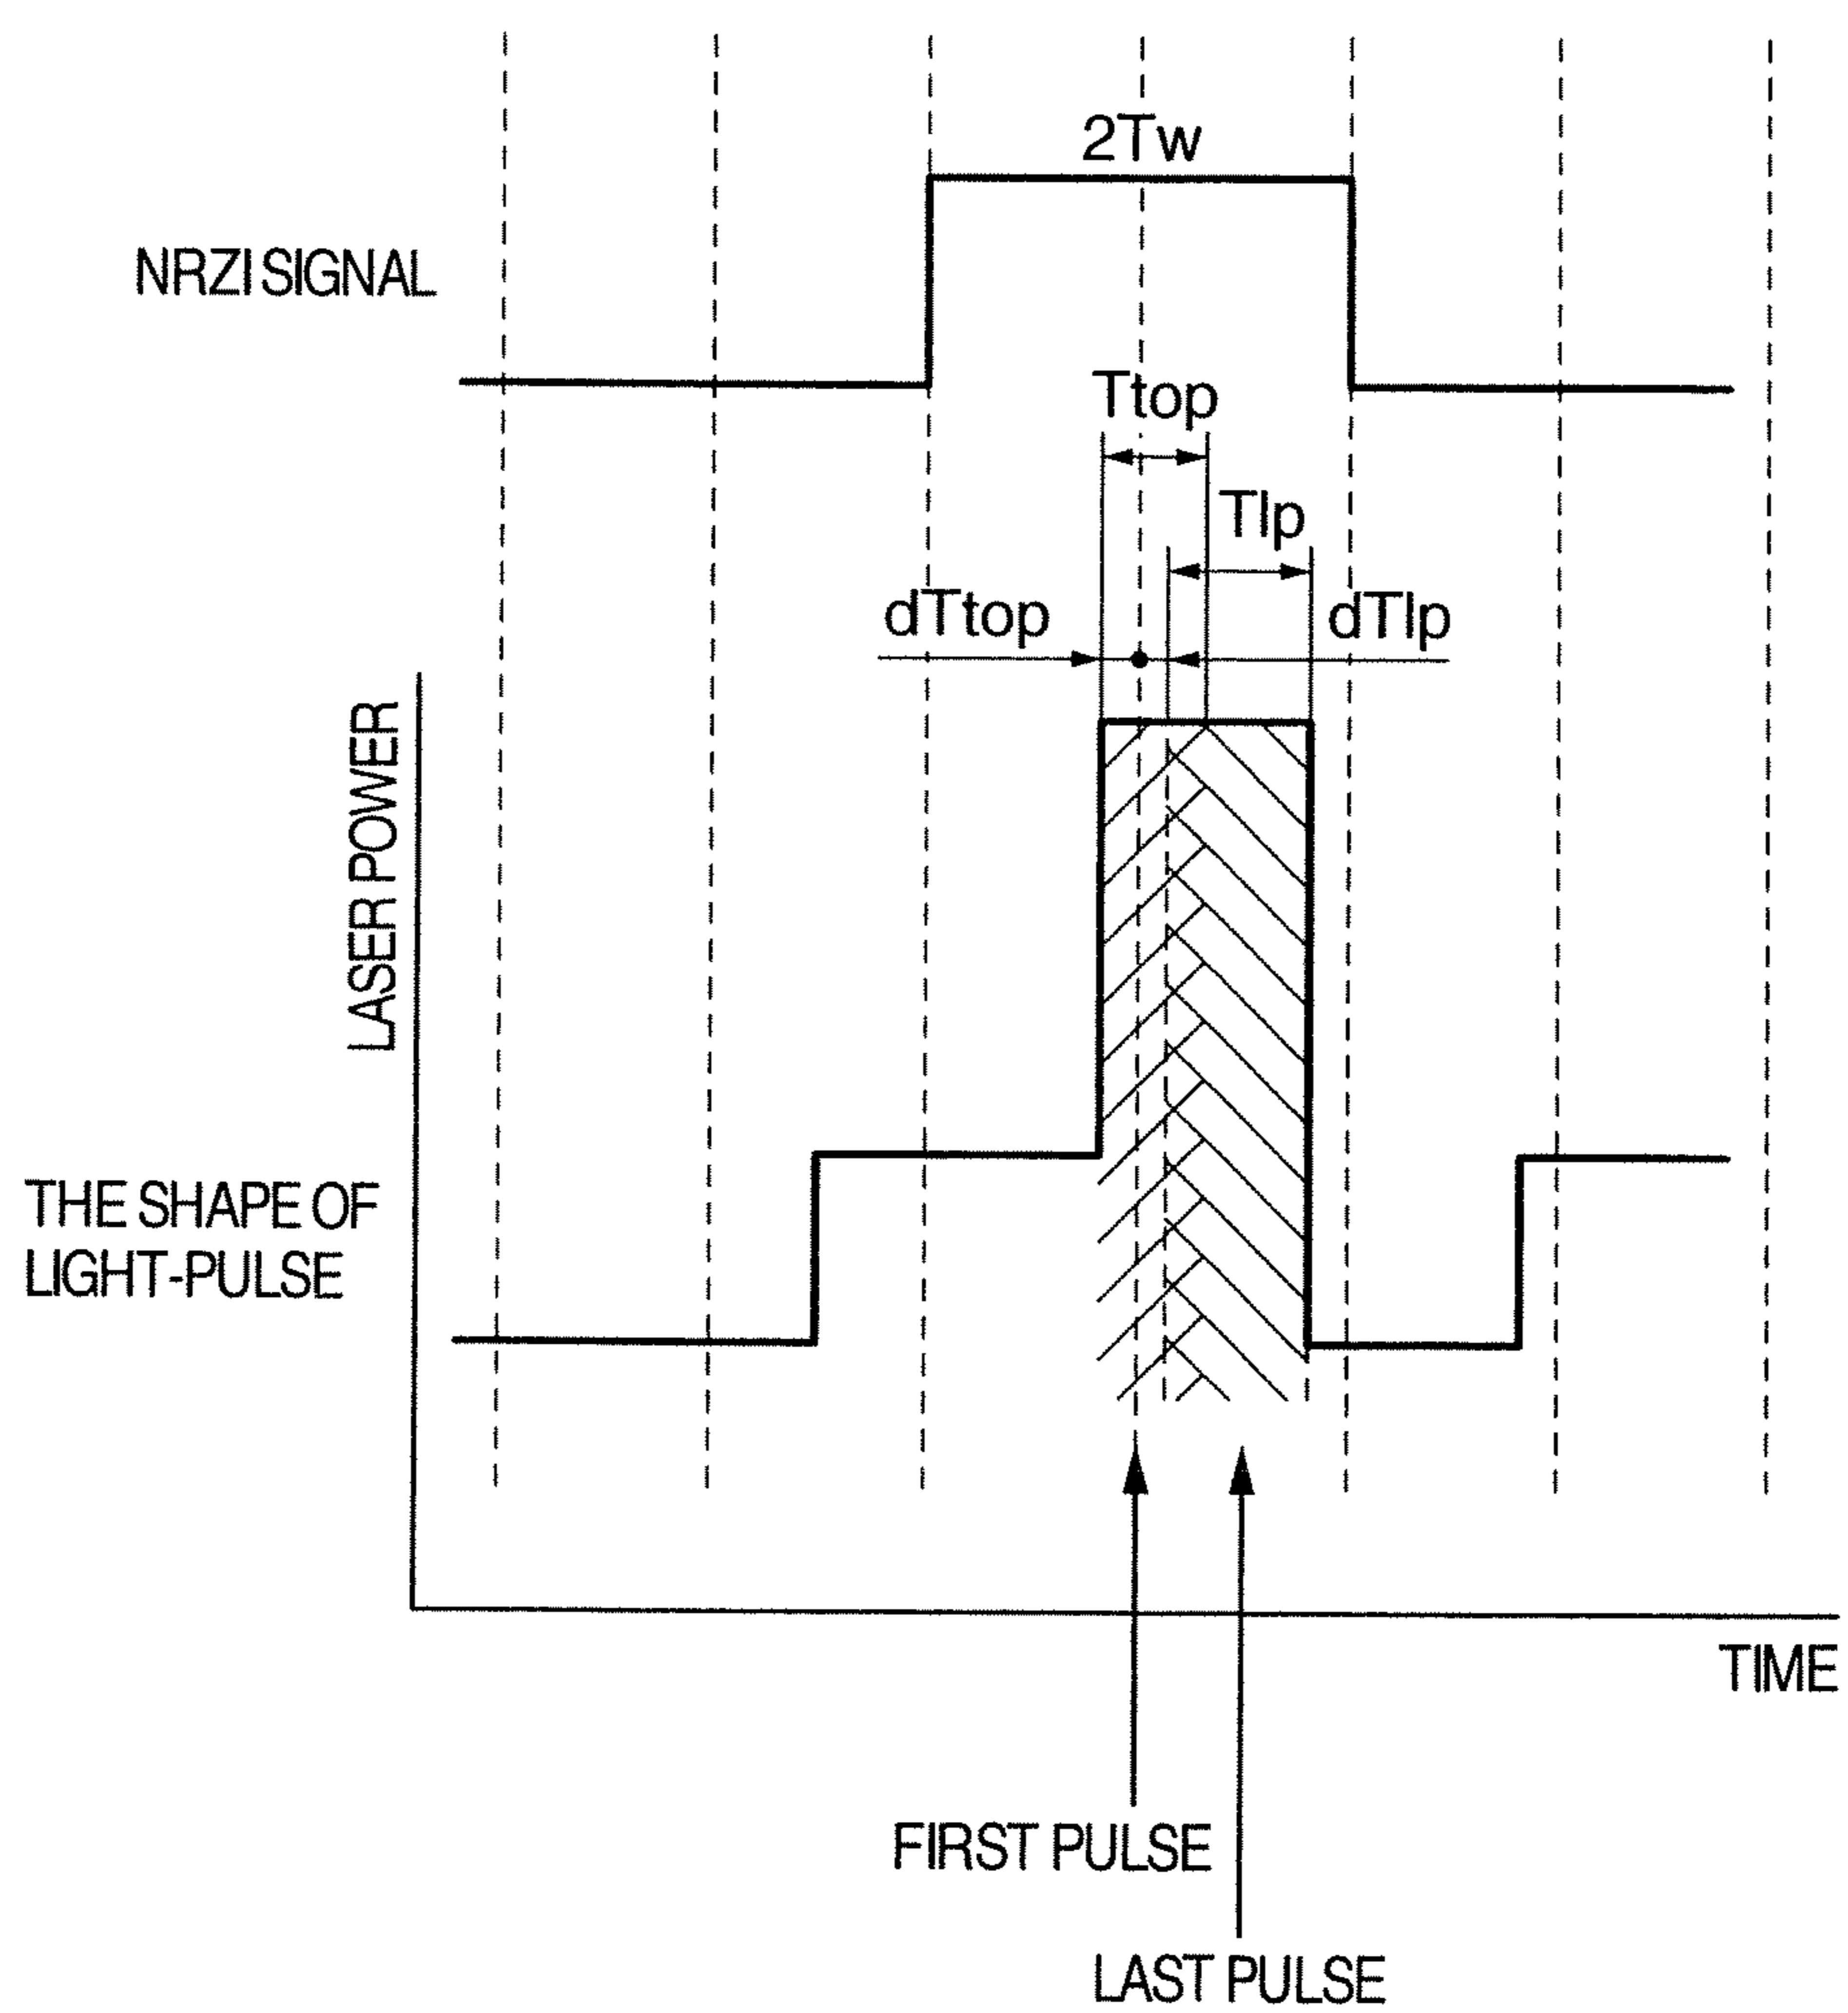 2Tw
NRZI SIGNAL
Ttop
Tlp
dTtop
dTlp
LASER POWER
THE SHAPE OF
LIGHT-PULSE
TIME
FIRST PULSE
LAST PULSE